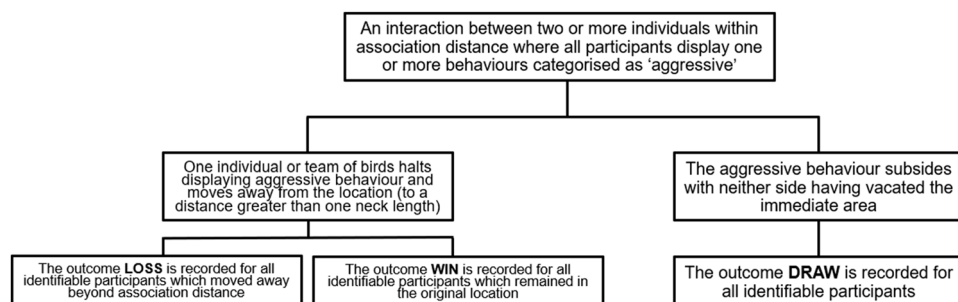 An interaction between two or more individuals within
association distance where all participants display one
or more behaviours categorised as ‘aggressive’
One individual or team of birds halts
displaying aggressive behaviour and
moves away from the location (to a
distance greater than one neck length)
The aggressive behaviour subsides
with neither side having vacated the
immediate area
The outcome LOSS is recorded for all
identifiable participants which moved away
beyond association distance
The outcome WIN is recorded for all
identifiable participants which remained in
the original location
The outcome DRAW is recorded for
all identifiable participants